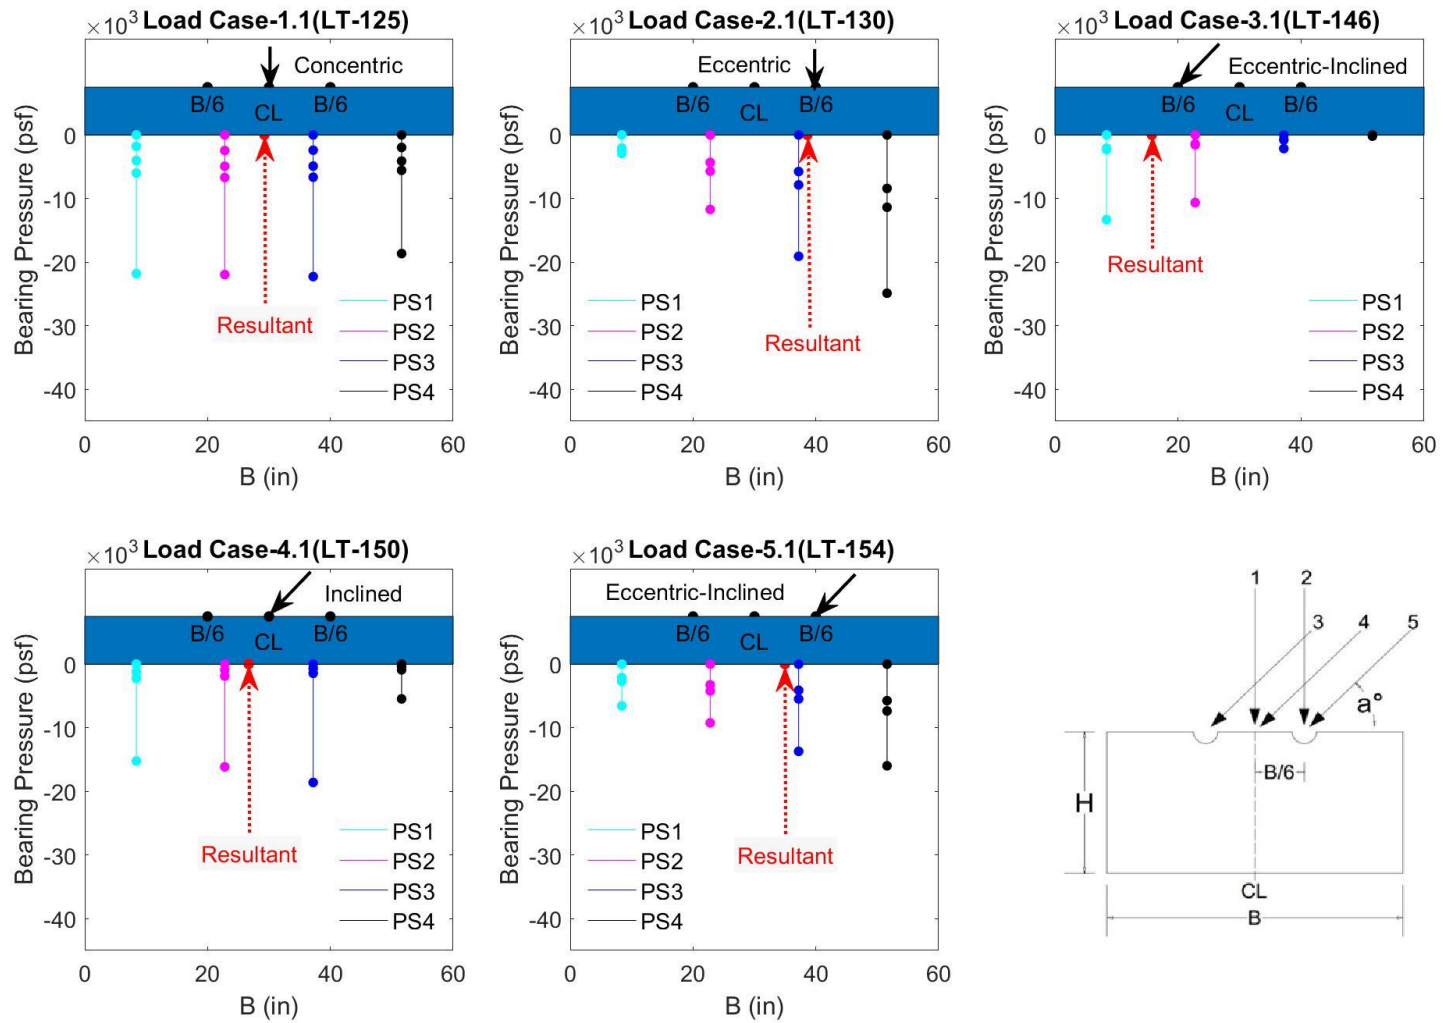 ×10³ Load Case-1.1(LT-125)
Concentric
B/6 CL B/6
0
-10
-20
-30
-40
Bearing Pressure (psf)
Resultant
PS1
PS2
PS3
PS4
0 20 40 60
B (in)
×10³ Load Case-2.1(LT-130)
Eccentric
B/6 CL B/6
0
-10
-20
-30
-40
Bearing Pressure (psf)
Resultant
PS1
PS2
PS3
PS4
0 20 40 60
B (in)
×10³ Load Case-3.1(LT-146)
Eccentric-Inclined
B/6 CL B/6
0
-10
-20
-30
-40
Bearing Pressure (psf)
Resultant
PS1
PS2
PS3
PS4
0 20 40 60
B (in)
×10³ Load Case-4.1(LT-150)
Inclined
B/6 CL B/6
0
-10
-20
-30
-40
Bearing Pressure (psf)
Resultant
PS1
PS2
PS3
PS4
0 20 40 60
B (in)
×10³ Load Case-5.1(LT-154)
Eccentric-Inclined
B/6 CL B/6
0
-10
-20
-30
-40
Bearing Pressure (psf)
Resultant
PS1
PS2
PS3
PS4
0 20 40 60
B (in)
1 2
3 4 5
a°
B/6
H
CL
B